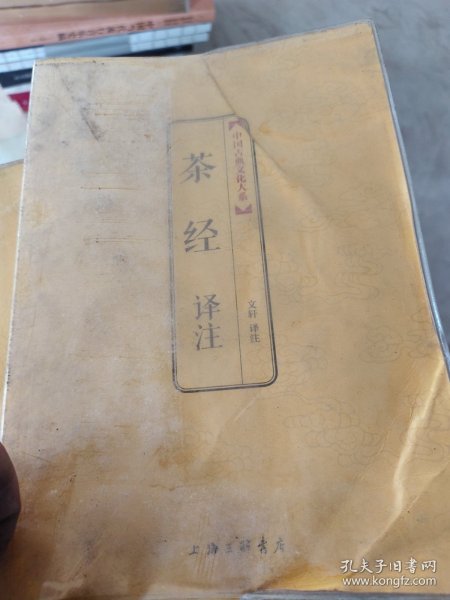 中国古典文化大系
茶经
译注
文轩 译注
上海三联书店
孔夫子旧书网
www.kongfz.com